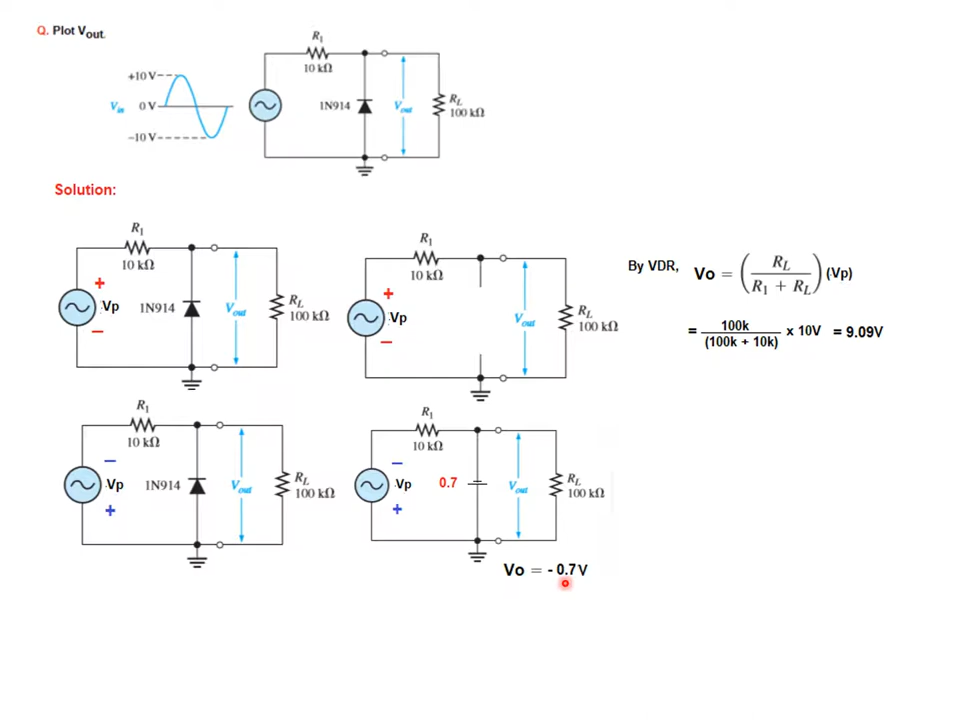 Q. Plot Vout.
R1
10 kΩ
+10 V
Vin 0 V
−10 V
1N914
Vout
RL
100 kΩ
Solution:
R1
10 kΩ
+
Vp
−
1N914
Vout
RL
100 kΩ
R1
10 kΩ
+
Vp
−
Vout
RL
100 kΩ
By VDR, Vo = (RL / R1 + RL) (Vp)
= 100k / (100k + 10k) x 10V = 9.09V
R1
10 kΩ
−
Vp
+
1N914
Vout
RL
100 kΩ
R1
10 kΩ
−
Vp
+
0.7
Vout
RL
100 kΩ
Vo = - 0.7V